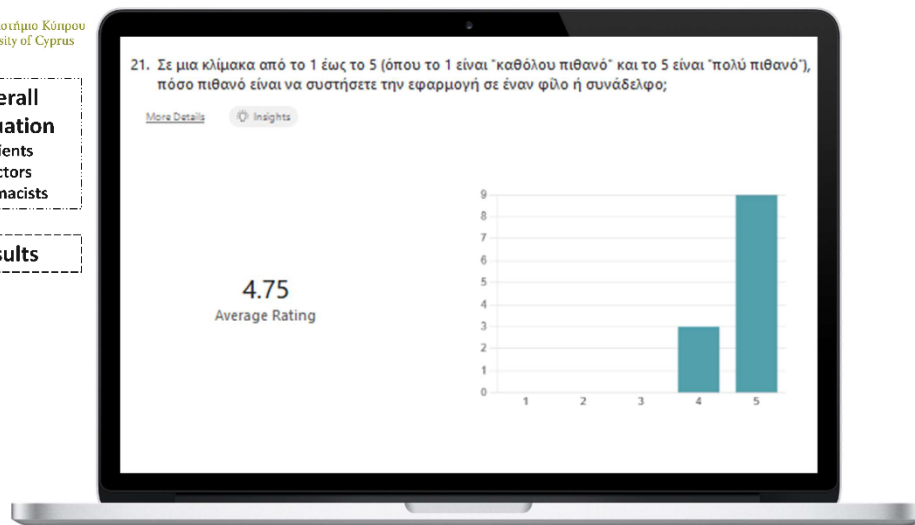 στήμιο Κύπρου
sity of Cyprus
erall
uation
ients
ctors
macists
sults
21. Σε μια κλίμακα από το 1 έως το 5 (όπου το 1 είναι "καθόλου πιθανό" και το 5 είναι "πολύ πιθανό"),
πόσο πιθανό είναι να συστήσετε την εφαρμογή σε έναν φίλο ή συνάδελφο;
More Details Insights
4.75
Average Rating
9
8
7
6
5
4
3
2
1
0
1 2 3 4 5